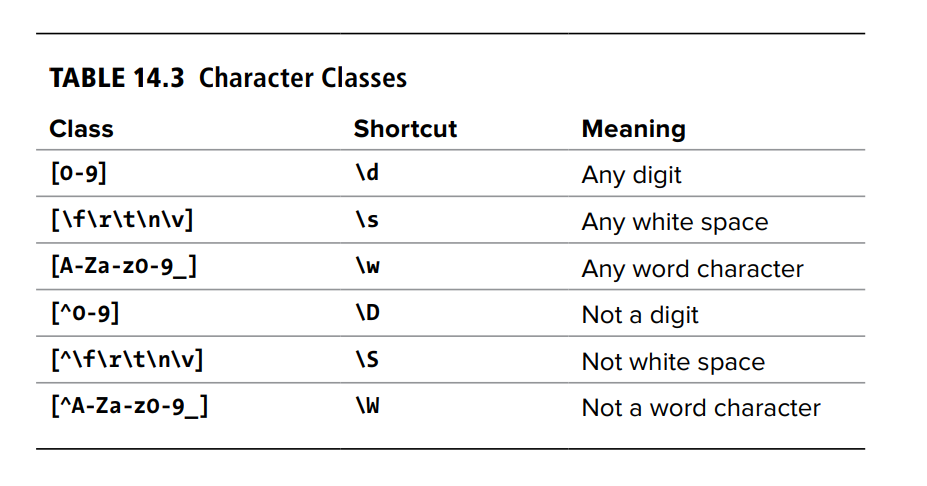 TABLE 14.3 Character Classes
Class Shortcut Meaning
[0-9] \d Any digit
[\f\r\t\n\v] \s Any white space
[A-Za-z0-9_] \w Any word character
[^0-9] \D Not a digit
[^\f\r\t\n\v] \S Not white space
[^A-Za-z0-9_] \W Not a word character